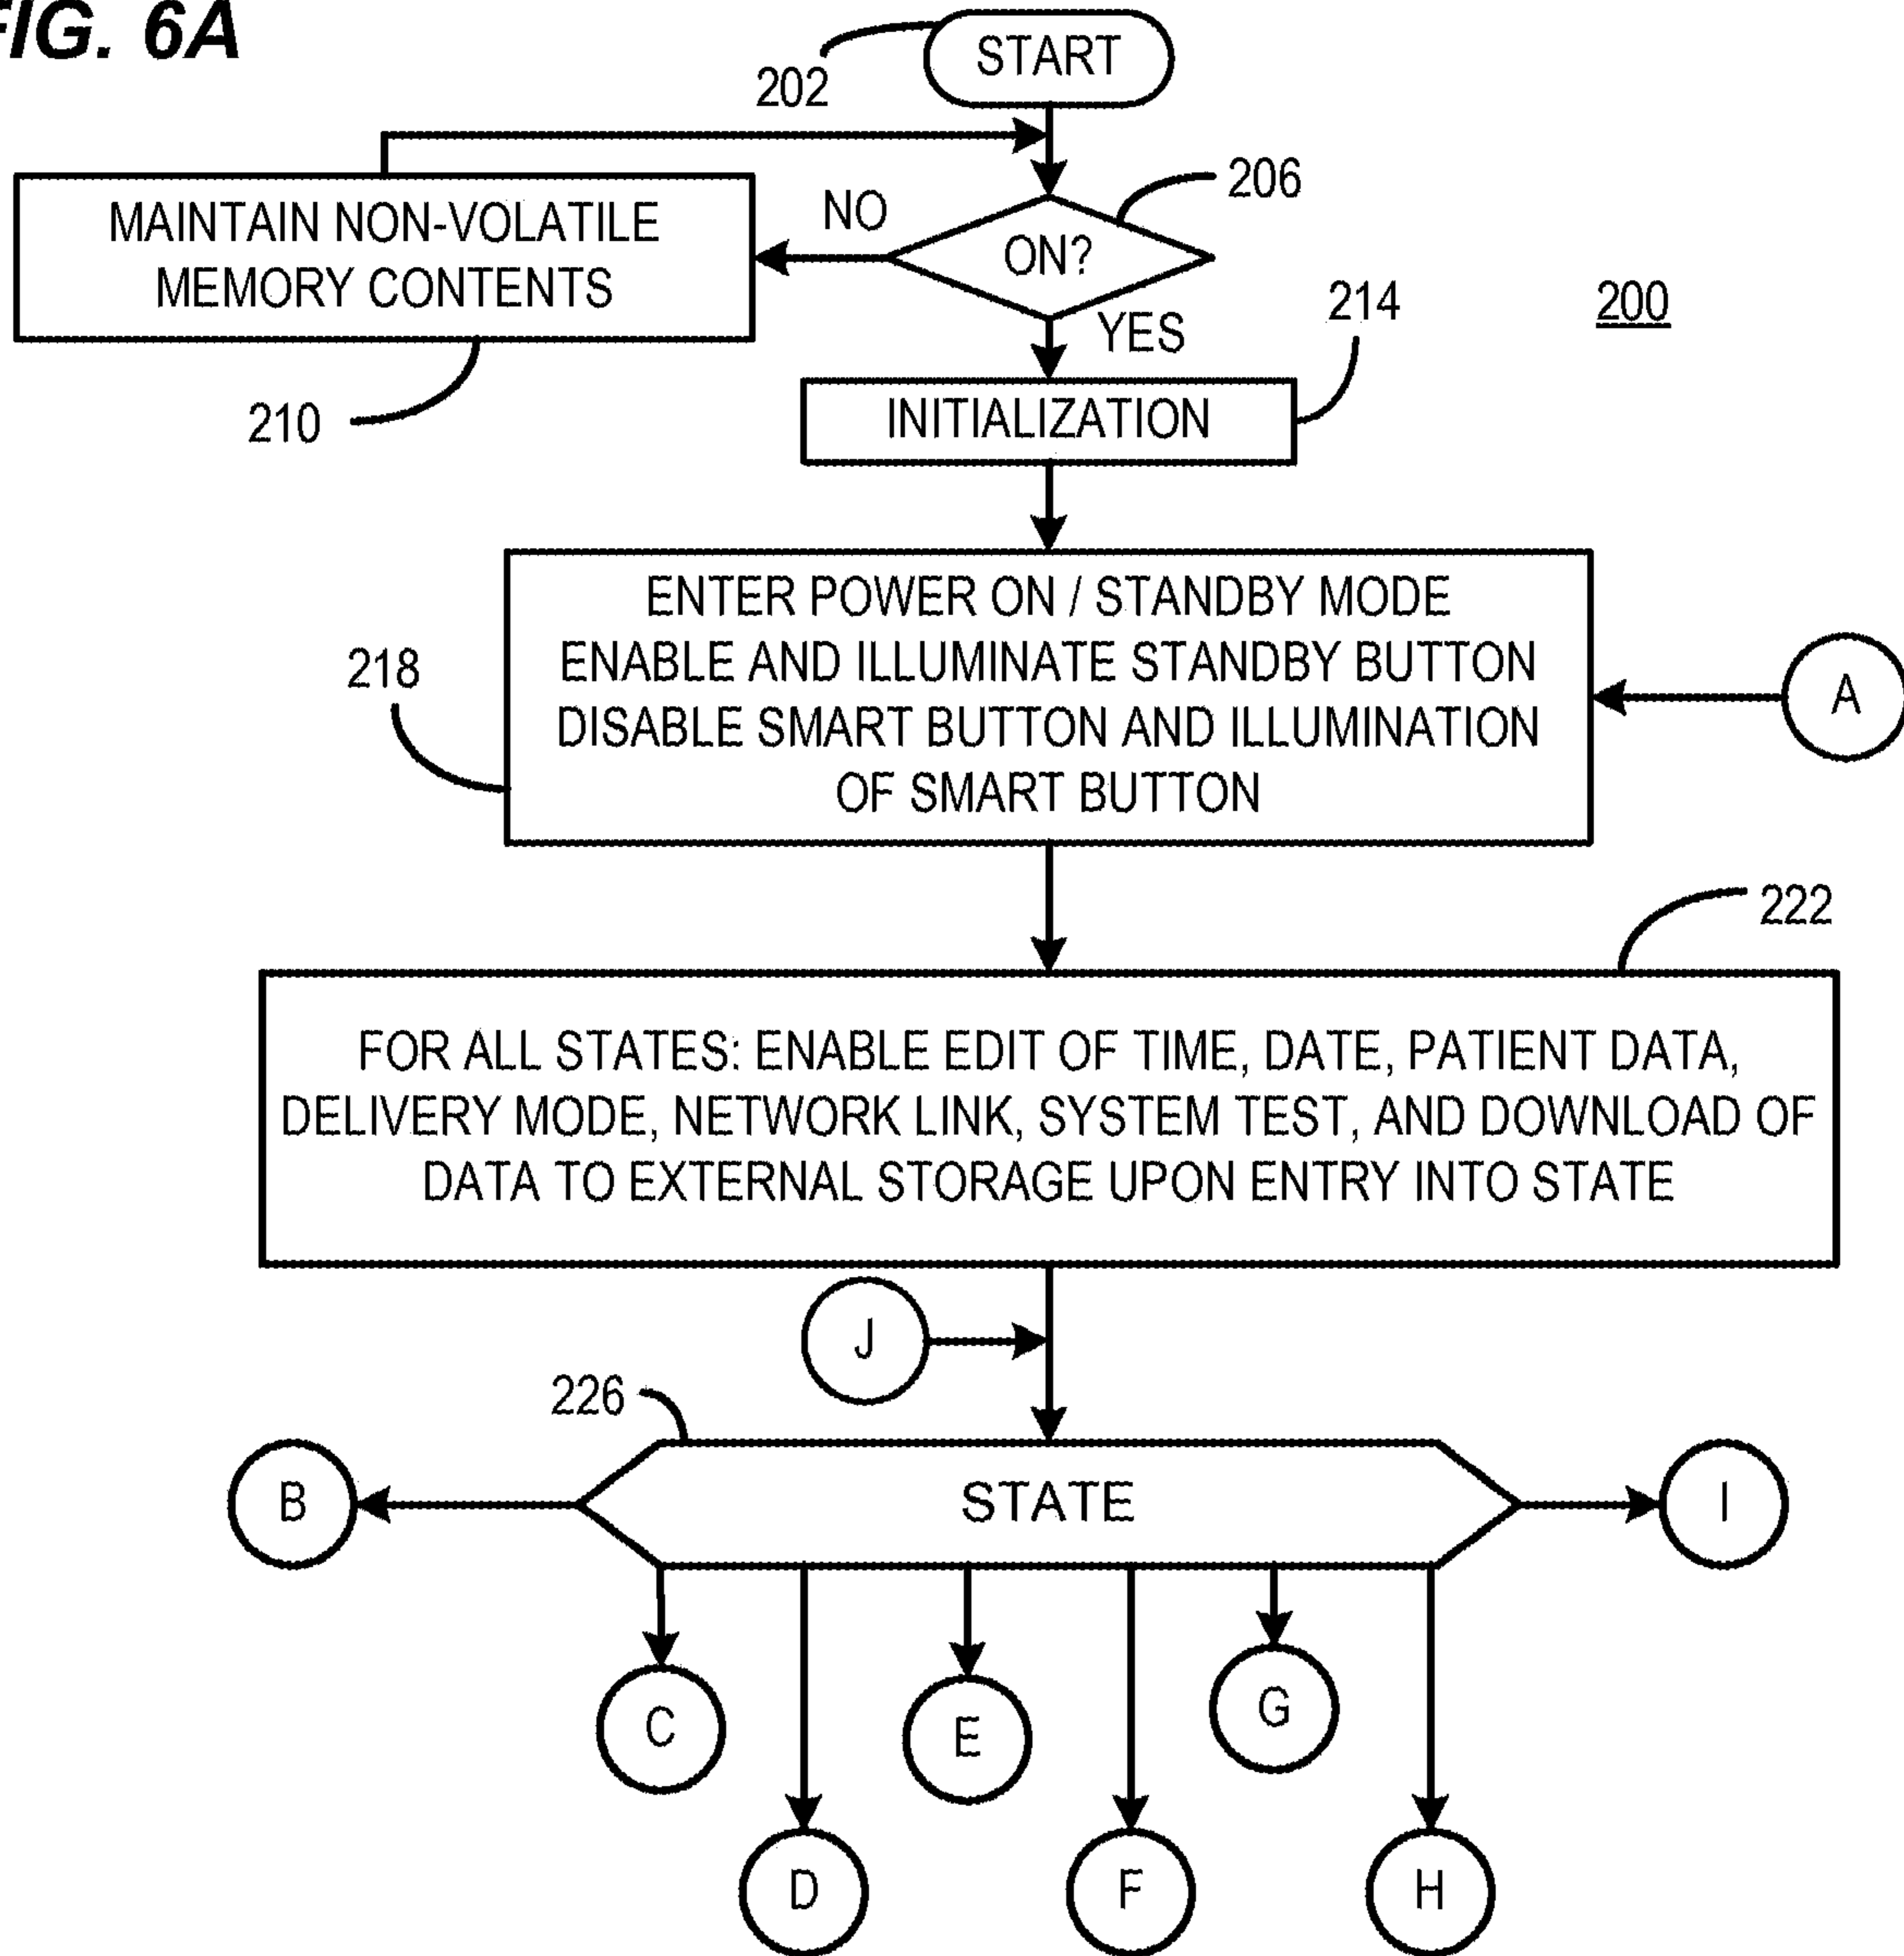 FIG. 6A
START
202
206
NO
ON?
MAINTAIN NON-VOLATILE
MEMORY CONTENTS
214
200
YES
210
INITIALIZATION
ENTER POWER ON / STANDBY MODE
ENABLE AND ILLUMINATE STANDBY BUTTON
DISABLE SMART BUTTON AND ILLUMINATION
OF SMART BUTTON
218
A
222
FOR ALL STATES: ENABLE EDIT OF TIME, DATE, PATIENT DATA,
DELIVERY MODE, NETWORK LINK, SYSTEM TEST, AND DOWNLOAD OF
DATA TO EXTERNAL STORAGE UPON ENTRY INTO STATE
J
226
B
STATE
I
C
E
G
D
F
H